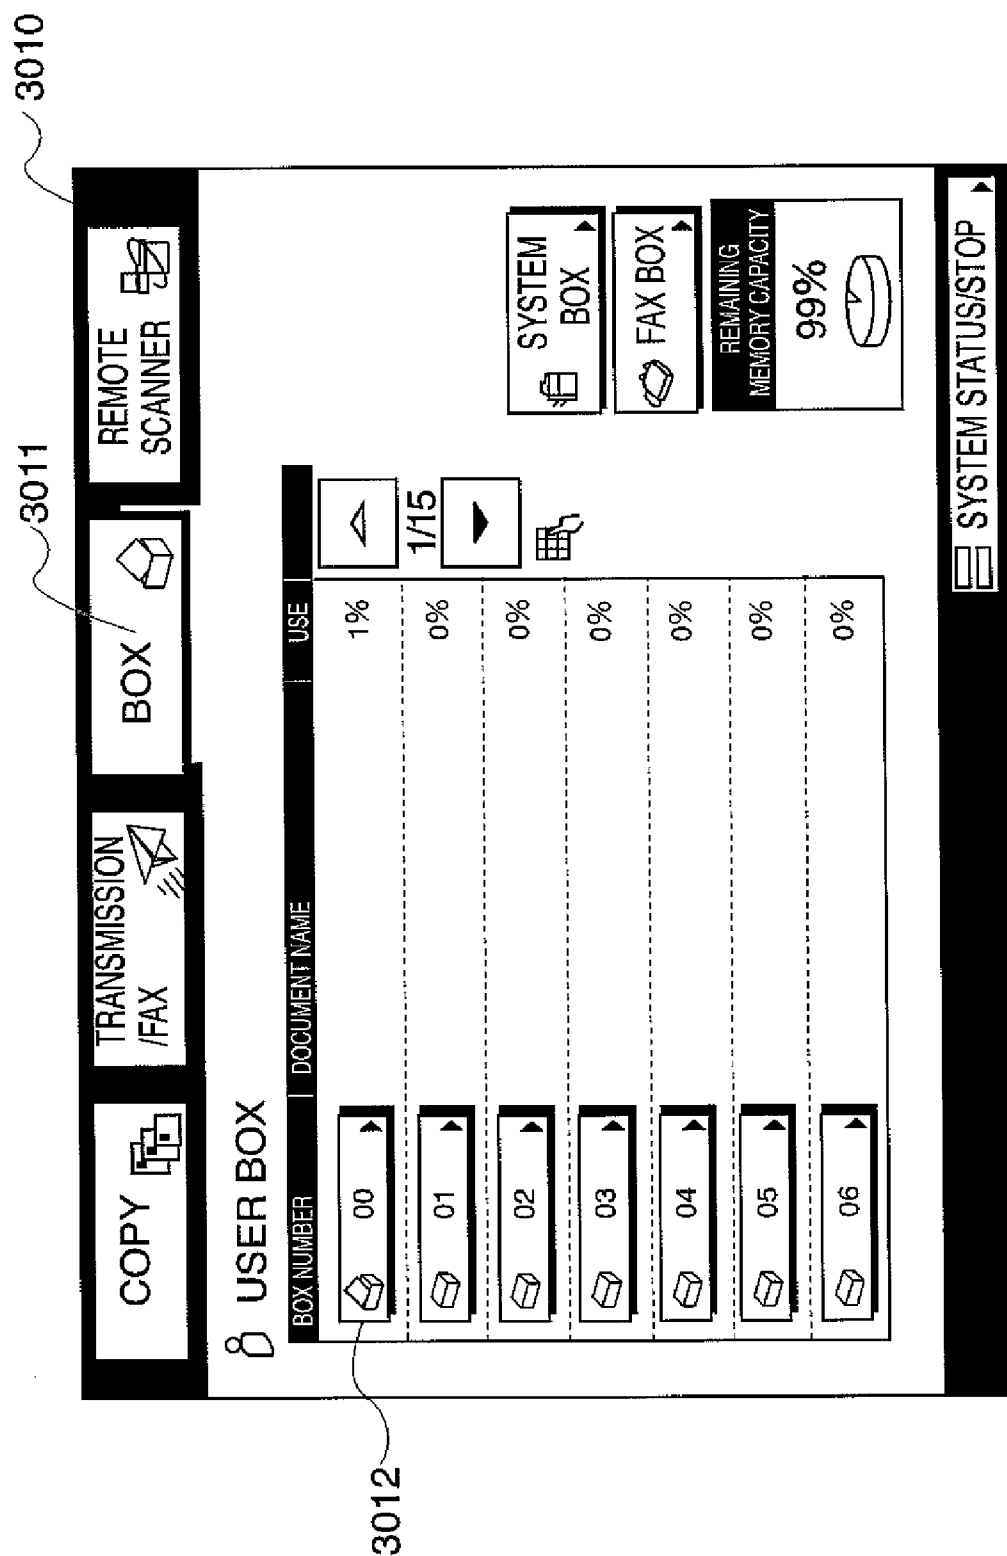 3010
3011
COPY
TRANSMISSION
/FAX
BOX
REMOTE
SCANNER
USER BOX
BOX NUMBER DOCUMENT NAME USE
00 1%
01 0%
02 0%
03 0%
04 0%
05 0%
06 0%
1/15
SYSTEM
BOX
FAX BOX
REMAINING
MEMORY CAPACITY
99%
SYSTEM STATUS/STOP
3012